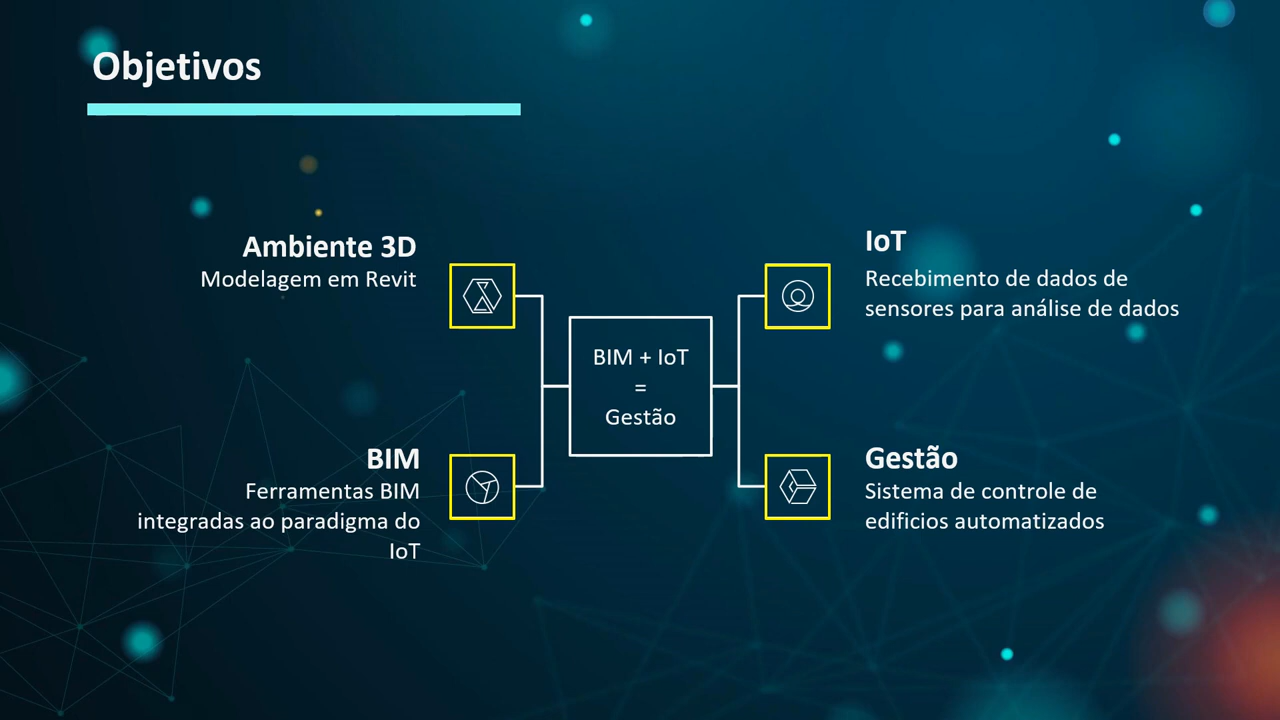 Objetivos
Ambiente 3D
Modelagem em Revit
BIM
Ferramentas BIM
integradas ao paradigma do
IoT
BIM + IoT
=
Gestão
IoT
Recebimento de dados de
sensores para análise de dados
Gestão
Sistema de controle de
edificios automatizados